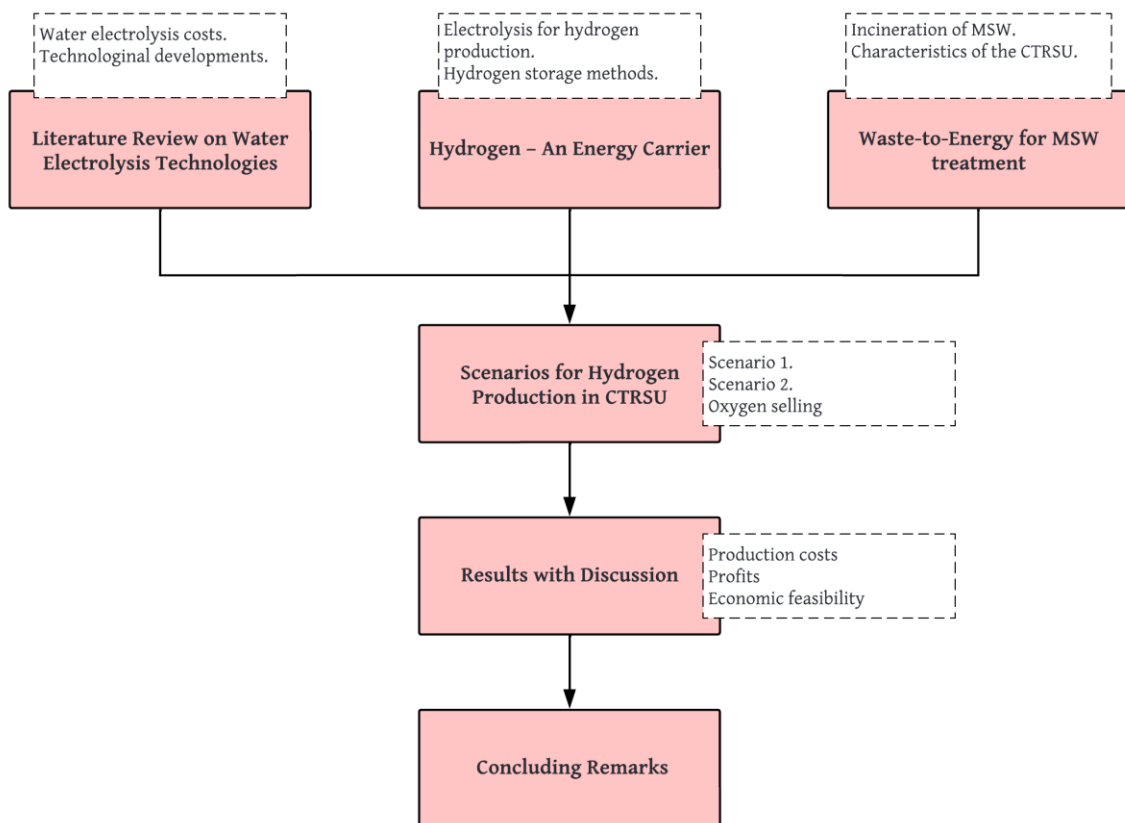 Water electrolysis costs.
Technologinal developments.
Literature Review on Water
Electrolysis Technologies
Electrolysis for hydrogen
production.
Hydrogen storage methods.
Hydrogen – An Energy Carrier
Incineration of MSW.
Characteristics of the CTRSU.
Waste-to-Energy for MSW
treatment
Scenarios for Hydrogen
Production in CTRSU
Scenario 1.
Scenario 2.
Oxygen selling
Results with Discussion
Production costs
Profits
Economic feasibility
Concluding Remarks